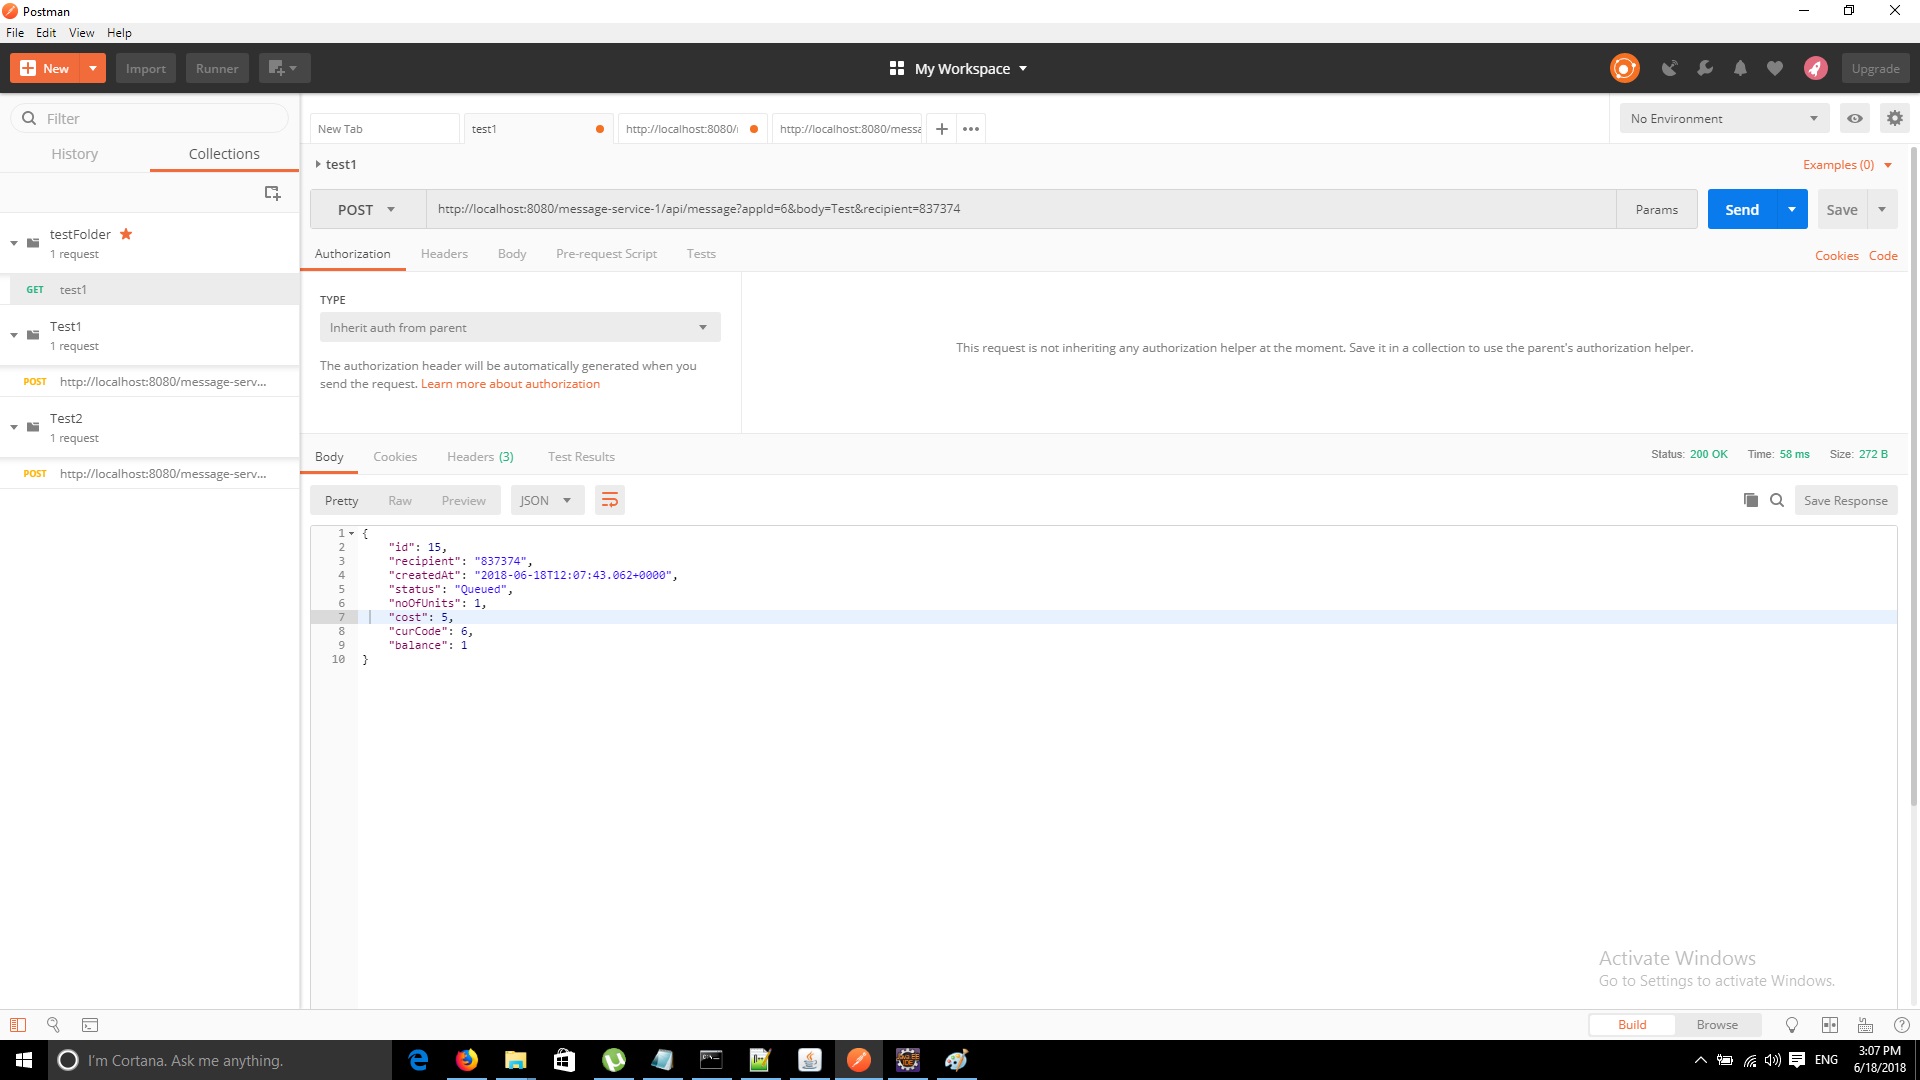 Postman
File Edit View Help
New Import Runner My Workspace Upgrade
Filter
History Collections
testFolder
1 request
GET test1
Test1
1 request
POST http://localhost:8080/message-serv...
Test2
1 request
POST http://localhost:8080/message-serv...
New Tab test1 http://localhost:8080/ http://localhost:8080/messa No Environment
test1 Examples (0)
POST http://localhost:8080/message-service-1/api/message?appId=6&body=Test&recipient=837374 Params Send Save
Authorization Headers Body Pre-request Script Tests Cookies Code
TYPE
Inherit auth from parent
The authorization header will be automatically generated when you
send the request. Learn more about authorization
This request is not inheriting any authorization helper at the moment. Save it in a collection to use the parent's authorization helper.
Body Cookies Headers (3) Test Results Status: 200 OK Time: 58 ms Size: 272 B
Pretty Raw Preview JSON Save Response
1 {
2 "id": 15,
3 "recipient": "837374",
4 "createdAt": "2018-06-18T12:07:43.062+0000",
5 "status": "Queued",
6 "noOfUnits": 1,
7 "cost": 5,
8 "curCode": 6,
9 "balance": 1
10 }
Activate Windows
Go to Settings to activate Windows.
Build Browse
I'm Cortana. Ask me anything.
ENG
3:07 PM
6/18/2018